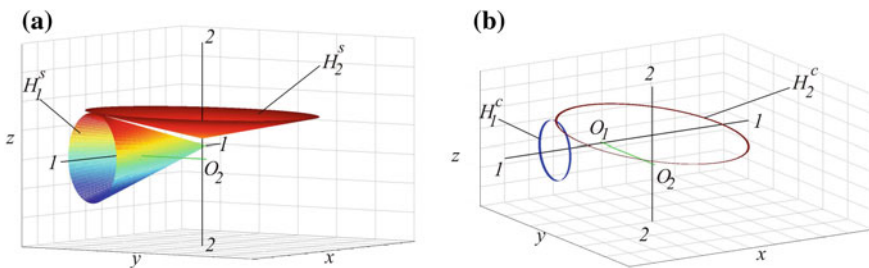 (a)
2
H₁ˢ
H₂ˢ
z
1
1
O₂
2
y
x
(b)
2
H₂ᶜ
H₁ᶜ
O₁
1
z
1
O₂
2
y
x